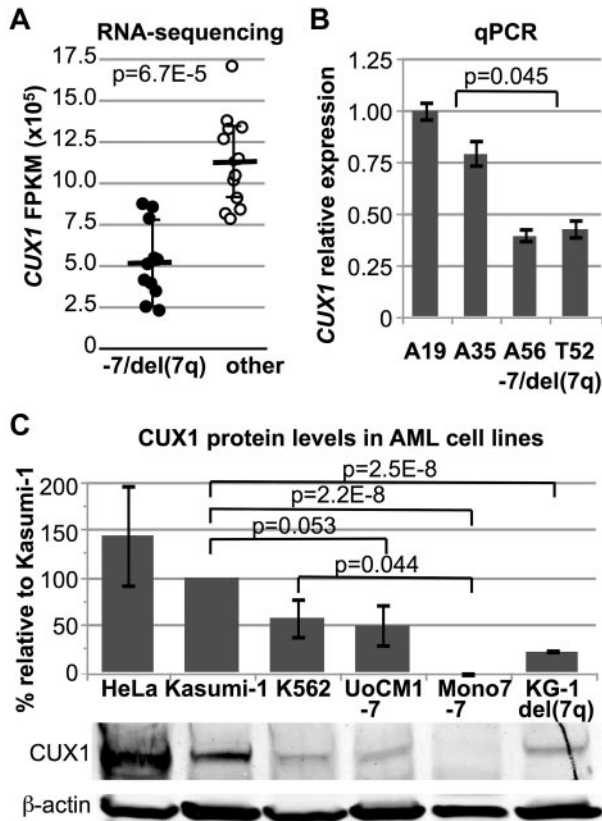 A
RNA-sequencing
CUX1 FPKM (x10⁵)
17.5
15.0
12.5
10.0
7.5
5.0
2.5
0
p=6.7E-5
-7/del(7q) other
B
qPCR
CUX1 relative expression
1.25
1.00
0.75
0.50
0.25
p=0.045
A19 A35 A56 T52
-7/del(7q)
C
CUX1 protein levels in AML cell lines
% relative to Kasumi-1
200
150
100
50
0
p=2.5E-8
p=2.2E-8
p=0.053
p=0.044
HeLa Kasumi-1 K562 UoCM1 Mono7 KG-1
-7 -7 del(7q)
CUX1
β-actin